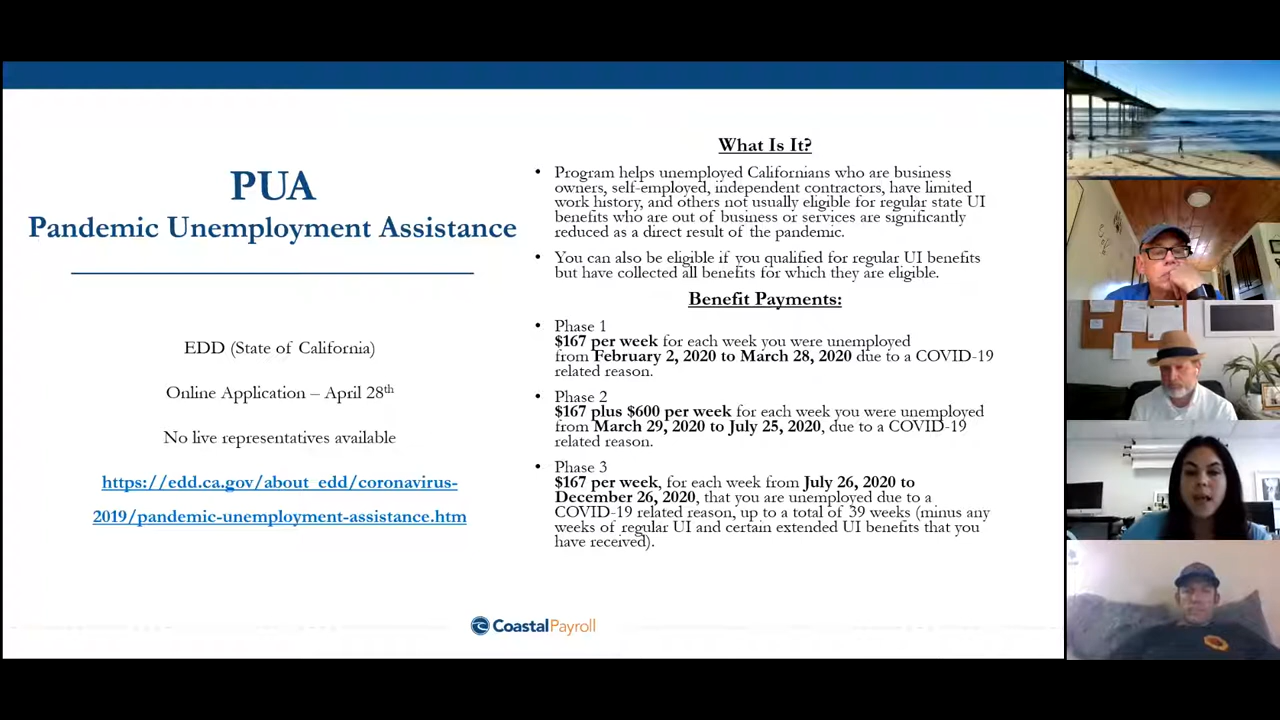 PUA
Pandemic Unemployment Assistance
EDD (State of California)
Online Application – April 28th
No live representatives available
https://edd.ca.gov/about_edd/coronavirus-
2019/pandemic-unemployment-assistance.htm
What Is It?
• Program helps unemployed Californians who are business
owners, self-employed, independent contractors, have limited
work history, and others not usually eligible for regular state UI
benefits who are out of business or services are significantly
reduced as a direct result of the pandemic.
• You can also be eligible if you qualified for regular UI benefits
but have collected all benefits for which they are eligible.
Benefit Payments:
• Phase 1
$167 per week for each week you were unemployed
from February 2, 2020 to March 28, 2020 due to a COVID-19
related reason.
• Phase 2
$167 plus $600 per week for each week you were unemployed
from March 29, 2020 to July 25, 2020, due to a COVID-19
related reason.
• Phase 3
$167 per week, for each week from July 26, 2020 to
December 26, 2020, that you are unemployed due to a
COVID-19 related reason, up to a total of 39 weeks (minus any
weeks of regular UI and certain extended UI benefits that you
have received).
CoastalPayroll